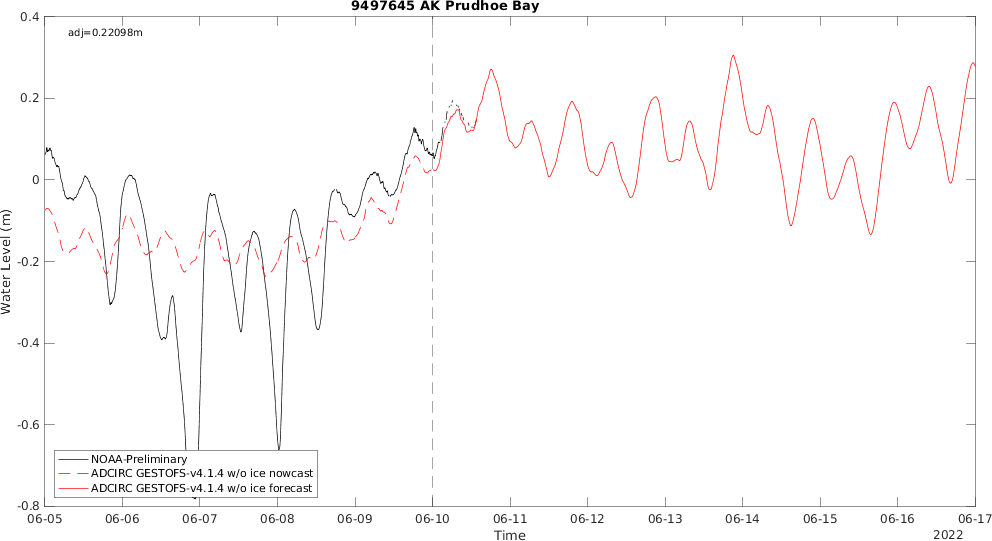 9497645 AK Prudhoe Bay
adj=0.22098m
0.4
0.2
0
-0.2
-0.4
-0.6
-0.8
Water Level (m)
NOAA-Preliminary
ADCIRC GESTOFS-v4.1.4 w/o ice nowcast
ADCIRC GESTOFS-v4.1.4 w/o ice forecast
06-05 06-06 06-07 06-08 06-09 06-10 06-11 06-12 06-13 06-14 06-15 06-16 06-17
Time
2022